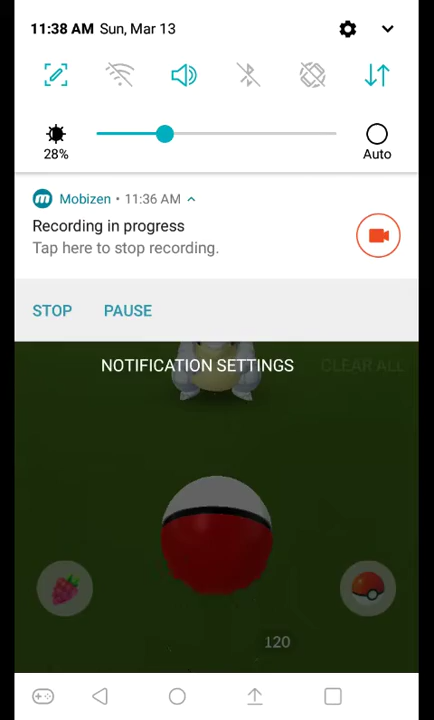 11:38 AM Sun, Mar 13
28%
Auto
m Mobizen • 11:36 AM
Recording in progress
Tap here to stop recording.
STOP PAUSE
NOTIFICATION SETTINGS CLEAR ALL
120